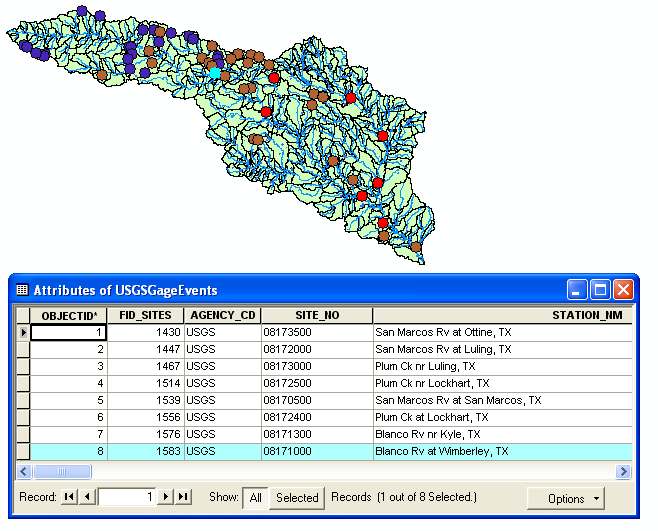 Attributes of USGSGageEvents
OBJECTID* FID_SITES AGENCY_CD SITE_NO STATION_NM
1 1430 USGS 08173500 San Marcos Rv at Ottine, TX
2 1447 USGS 08172000 San Marcos Rv at Luling, TX
3 1467 USGS 08173000 Plum Ck nr Luling, TX
4 1514 USGS 08172500 Plum Ck nr Lockhart, TX
5 1539 USGS 08170500 San Marcos Rv at San Marcos, TX
6 1556 USGS 08172400 Plum Ck at Lockhart, TX
7 1576 USGS 08171300 Blanco Rv nr Kyle, TX
8 1583 USGS 08171000 Blanco Rv at Wimberley, TX
Record: 1 Show: All Selected Records (1 out of 8 Selected.) Options